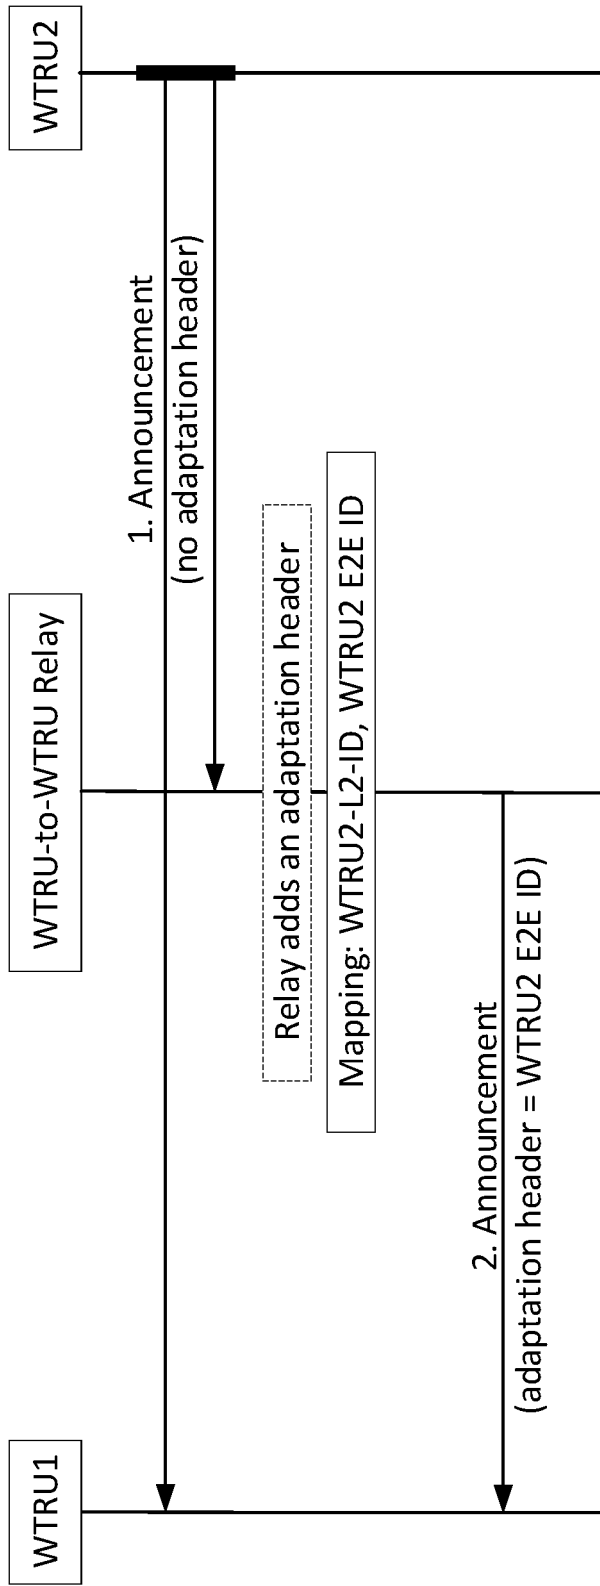 WTRU1
WTRU-to-WTRU Relay
WTRU2
1. Announcement
(no adaptation header)
Relay adds an adaptation header
Mapping: WTRU2-L2-ID, WTRU2 E2E ID
2. Announcement
(adaptation header = WTRU2 E2E ID)